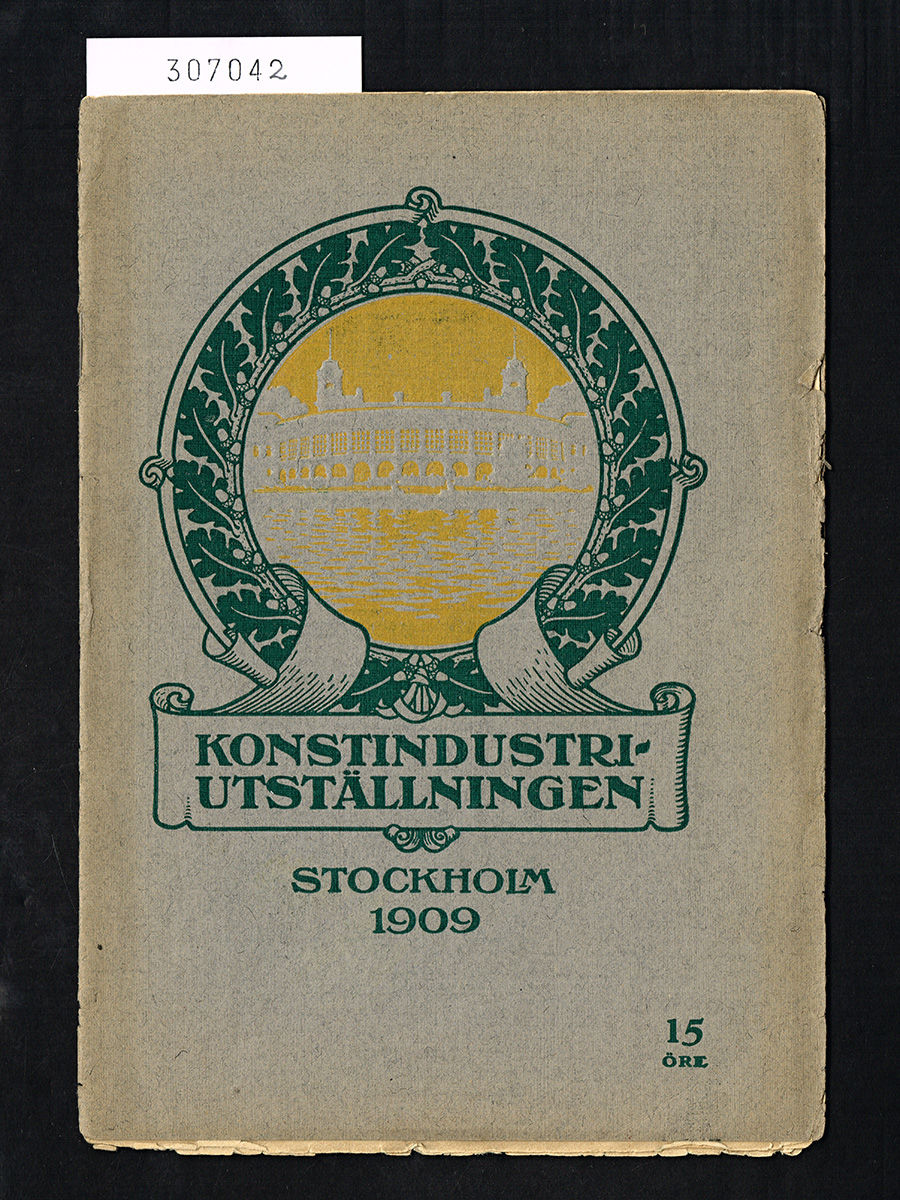 307042
KONSTINDUSTRI-
UTSTÄLLNINGEN
STOCKHOLM
1909
15
ÖRE